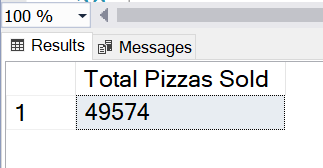 100 %
Results Messages
Total Pizzas Sold
1 49574